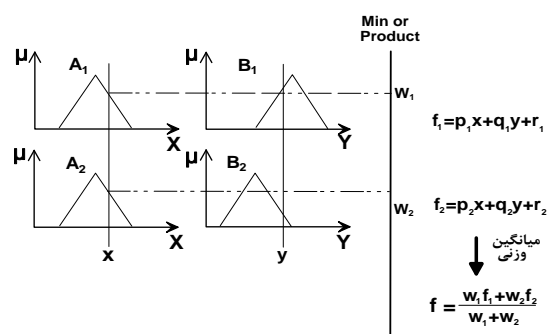 Min or
Product
μ A₁ X
μ B₁ Y
w₁
f₁=p₁x+q₁y+r₁
μ A₂ X
μ B₂ Y
w₂
f₂=p₂x+q₂y+r₂
x
y
میانگین
وزنی
f = (w₁f₁+w₂f₂)/(w₁+w₂)